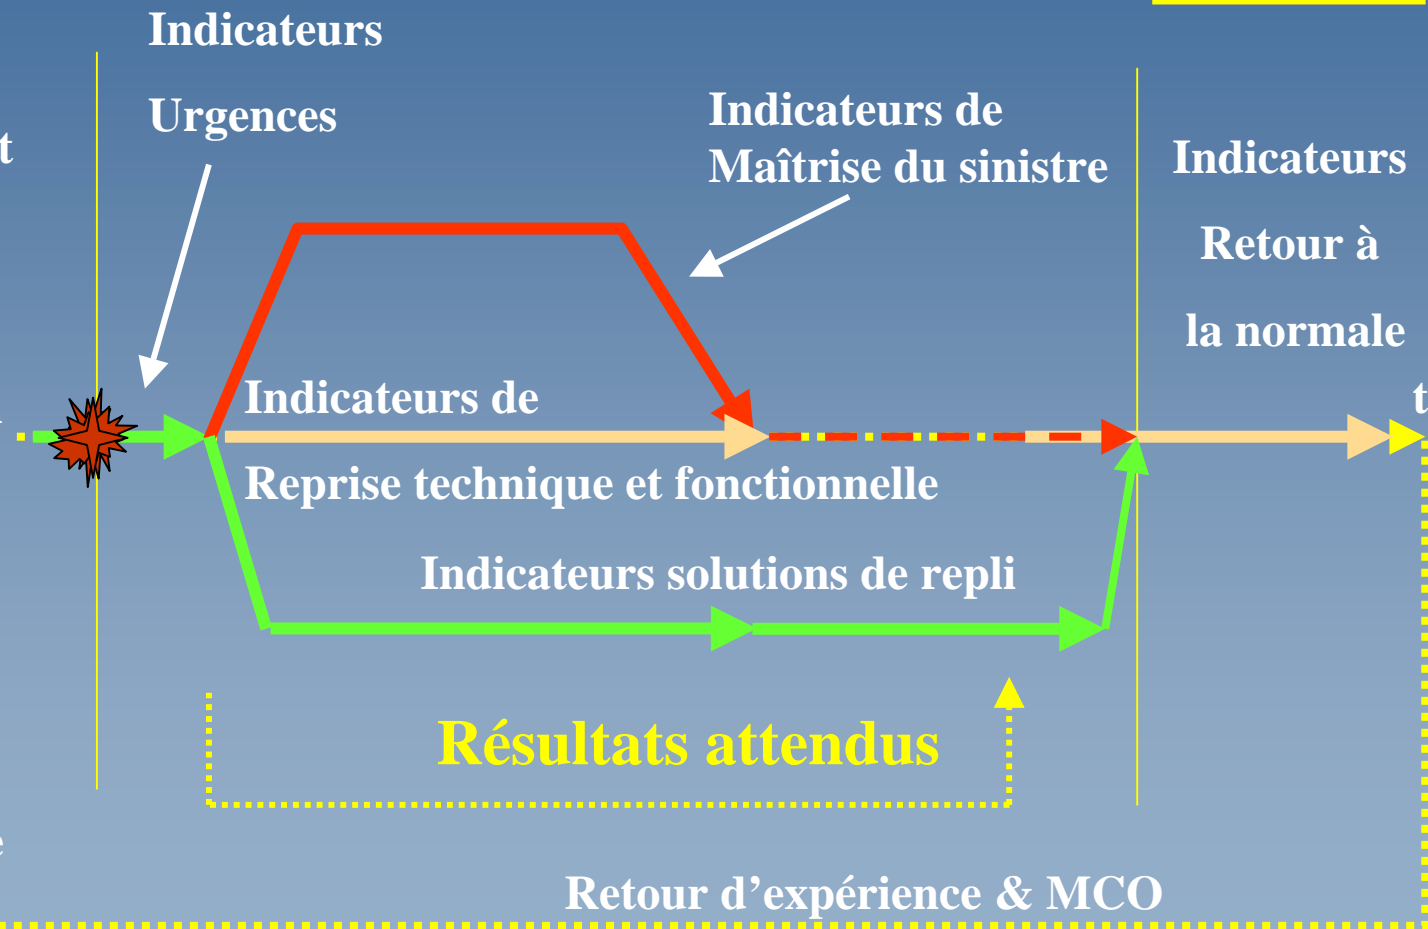 Indicateurs
Urgences
Indicateurs de
Maîtrise du sinistre
Indicateurs
Retour à
la normale
t
t
Indicateurs de
Reprise technique et fonctionnelle
Indicateurs solutions de repli
Résultats attendus
e
Retour d’expérience & MCO